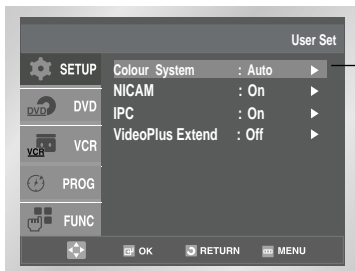 User Set
SETUP
Colour System : Auto
NICAM : On
DVD DVD
IPC : On
VideoPlus Extend : Off
VCR VCR
PROG
FUNC
OK RETURN MENU